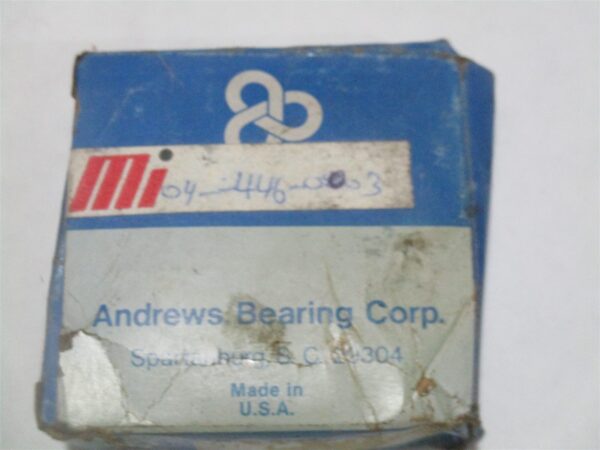 Mi 04-446-0003
Andrews Bearing Corp.
Spartanburg, S. C. 29304
Made in
U.S.A.